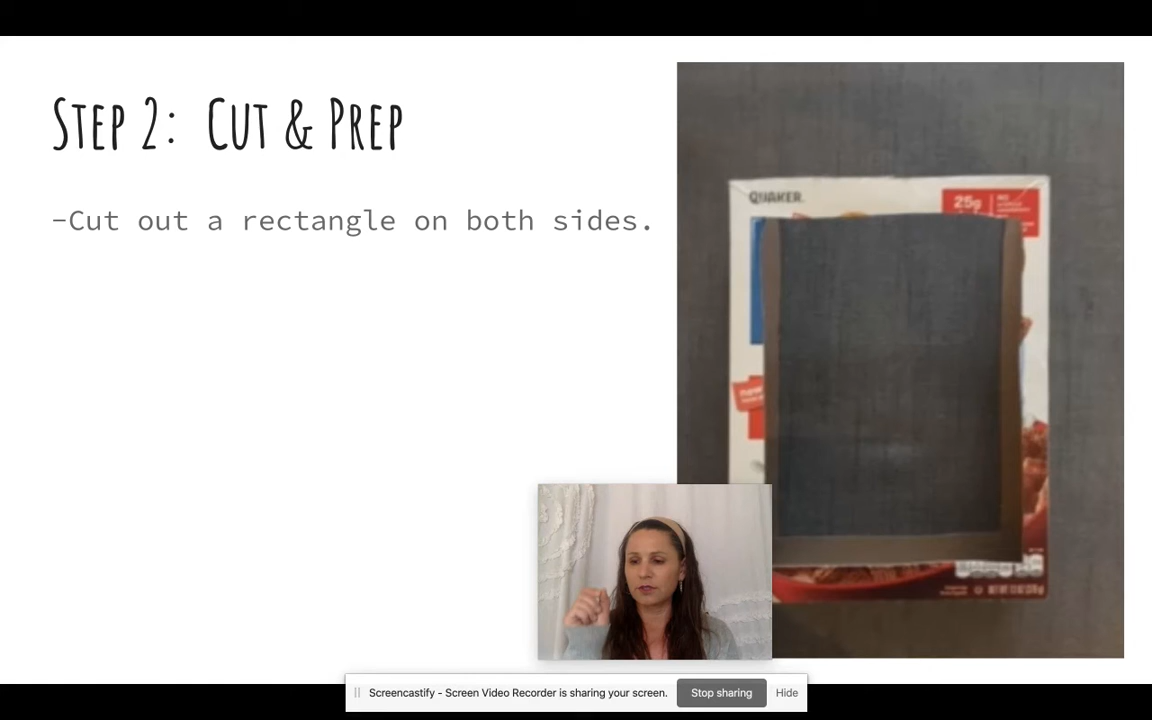 Step 2: Cut & Prep
-Cut out a rectangle on both sides.
QUAKER
25g
new
Screencastify - Screen Video Recorder is sharing your screen.
Stop sharing
Hide